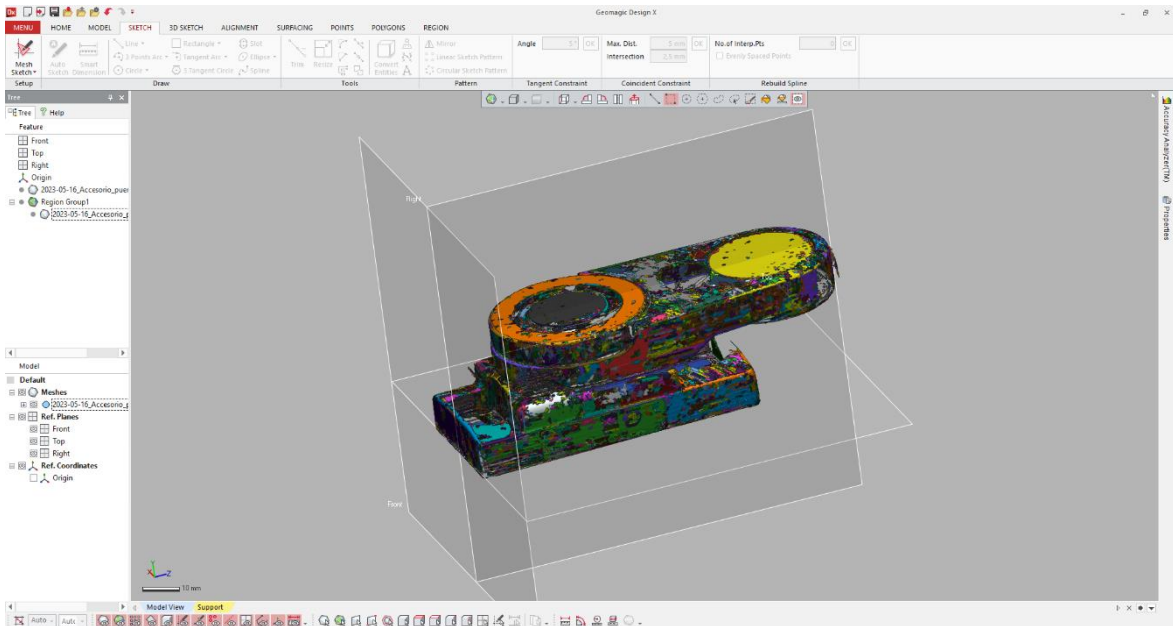 Geomagic Design X
MENU HOME MODEL SKETCH 3D SKETCH ALIGNMENT SURFACING POINTS POLYGONS REGION
Line Rectangle Slot Mirror Angle 5° OK Max. Dist. 5 mm OK No.of Interp.Pts 0 OK
3 Points Arc Tangent Arc Ellipse Linear Sketch Pattern Intersection 2,5 mm Evenly Spaced Points
Mesh Sketch Auto Sketch Smart Dimension Circle 3 Tangent Circle Spline Trim Resize Convert Entities Circular Sketch Pattern
Setup Draw Tools Pattern Tangent Constraint Coincident Constraint Rebuild Spline
Tree
Tree Help
Feature
Front
Top
Right
Origin
2023-05-16_Accesorio_puer
Region Group1
2023-05-16_Accesorio_p
Model
Default
Meshes
2023-05-16_Accesorio_p
Ref. Planes
Front
Top
Right
Ref. Coordinates
Origin
Right
Front
Y
X Z
10 mm
Accuracy Analyzer(TM)
Properties
Model View Support
Auto Auto